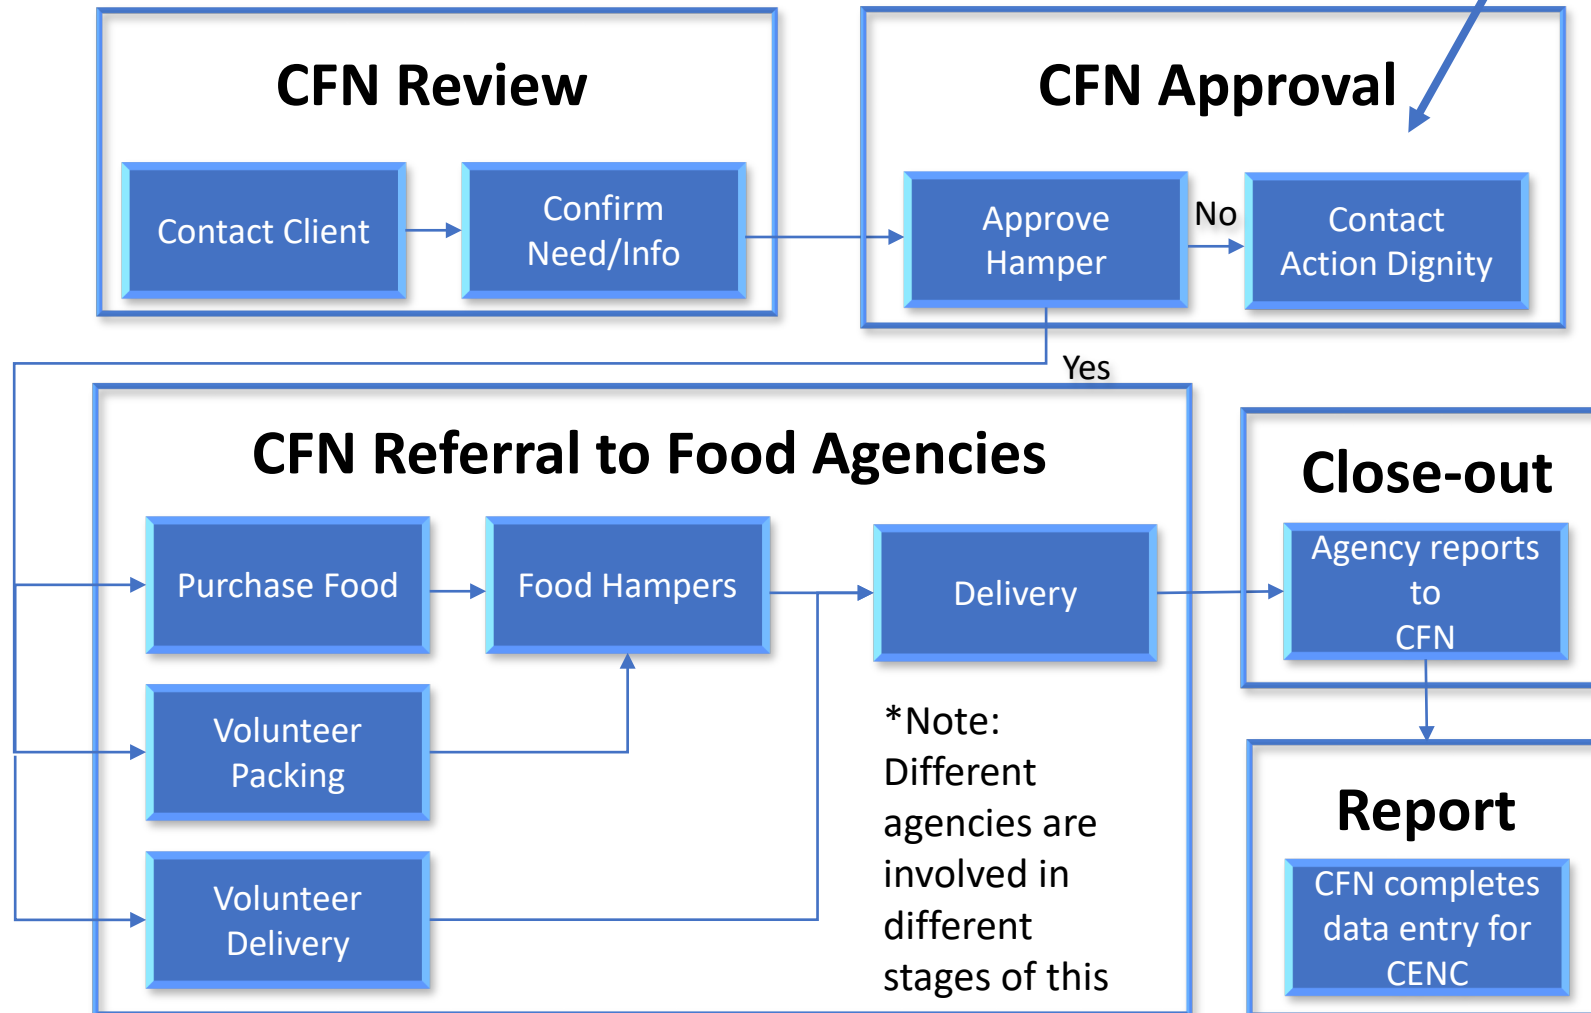 CFN Review
Contact Client
Confirm
Need/Info
CFN Approval
Approve
Hamper
No
Contact
Action Dignity
Yes
CFN Referral to Food Agencies
Purchase Food
Food Hampers
Delivery
Volunteer
Packing
Volunteer
Delivery
*Note:
Different
agencies are
involved in
different
stages of this
Close-out
Agency reports
to
CFN
Report
CFN completes
data entry for
CENC